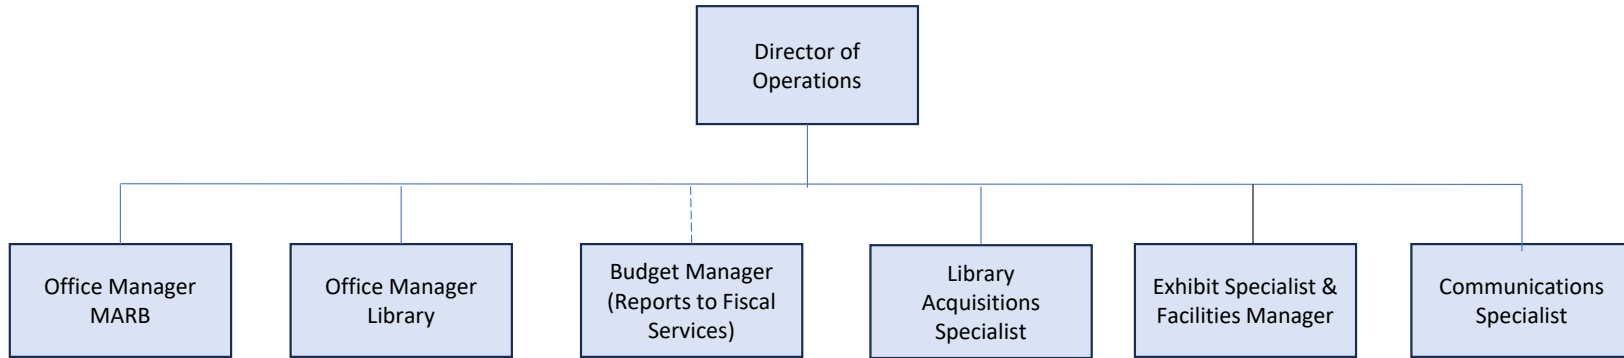 Director of
Operations
Office Manager
MARB
Office Manager
Library
Budget Manager
(Reports to Fiscal
Services)
Library
Acquisitions
Specialist
Exhibit Specialist &
Facilities Manager
Communications
Specialist